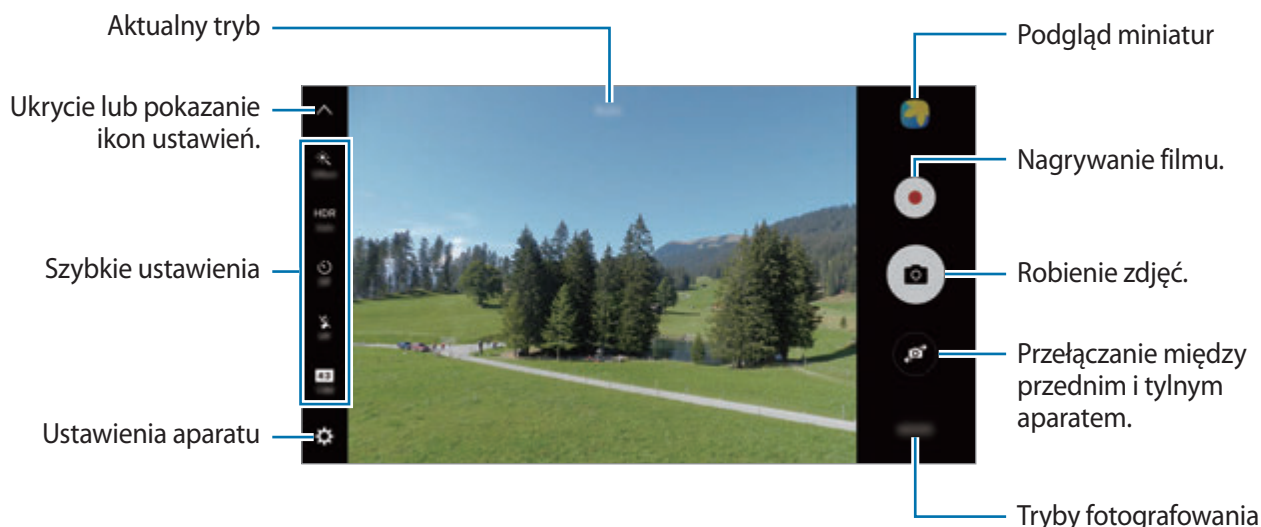 Aktualny tryb
Ukrycie lub pokazanie
ikon ustawień.
Szybkie ustawienia
Ustawienia aparatu
HDR
Podgląd miniatur
Nagrywanie filmu.
Robienie zdjęć.
Przełączanie między
przednim i tylnym
aparatem.
Tryby fotografowania